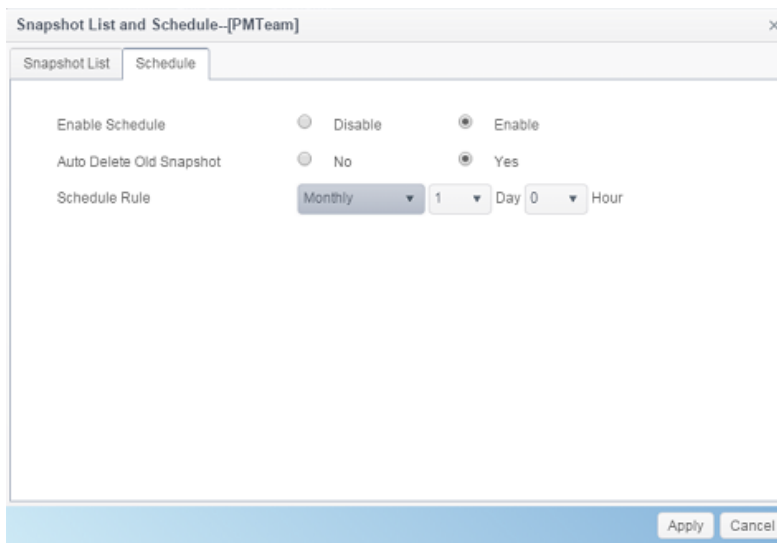 Snapshot List and Schedule--[PMTeam]
Snapshot List Schedule
Enable Schedule Disable Enable
Auto Delete Old Snapshot No Yes
Schedule Rule Monthly 1 Day 0 Hour
Apply Cancel